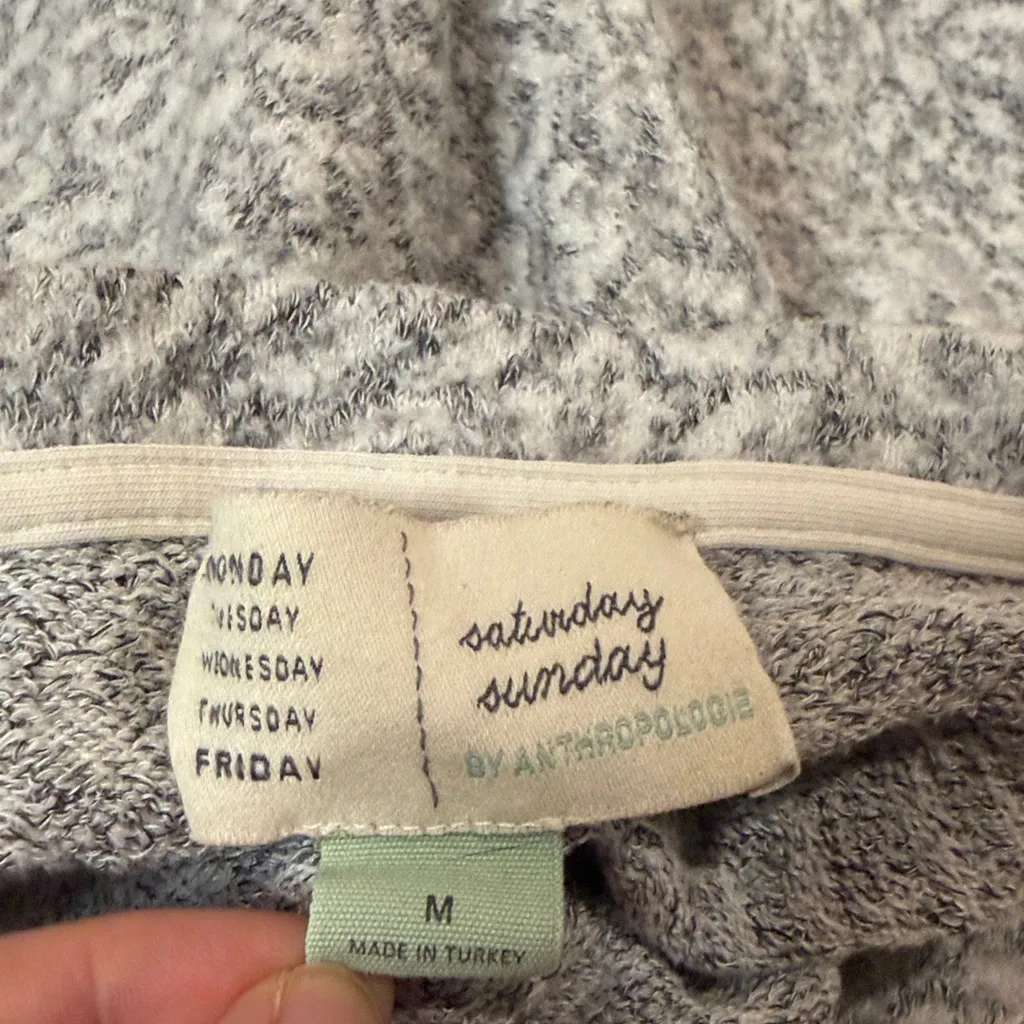 MONDAY
TUESDAY
WEDNESDAY
THURSDAY
FRIDAY
saturday
sunday
BY ANTHROPOLOGIE
M
MADE IN TURKEY